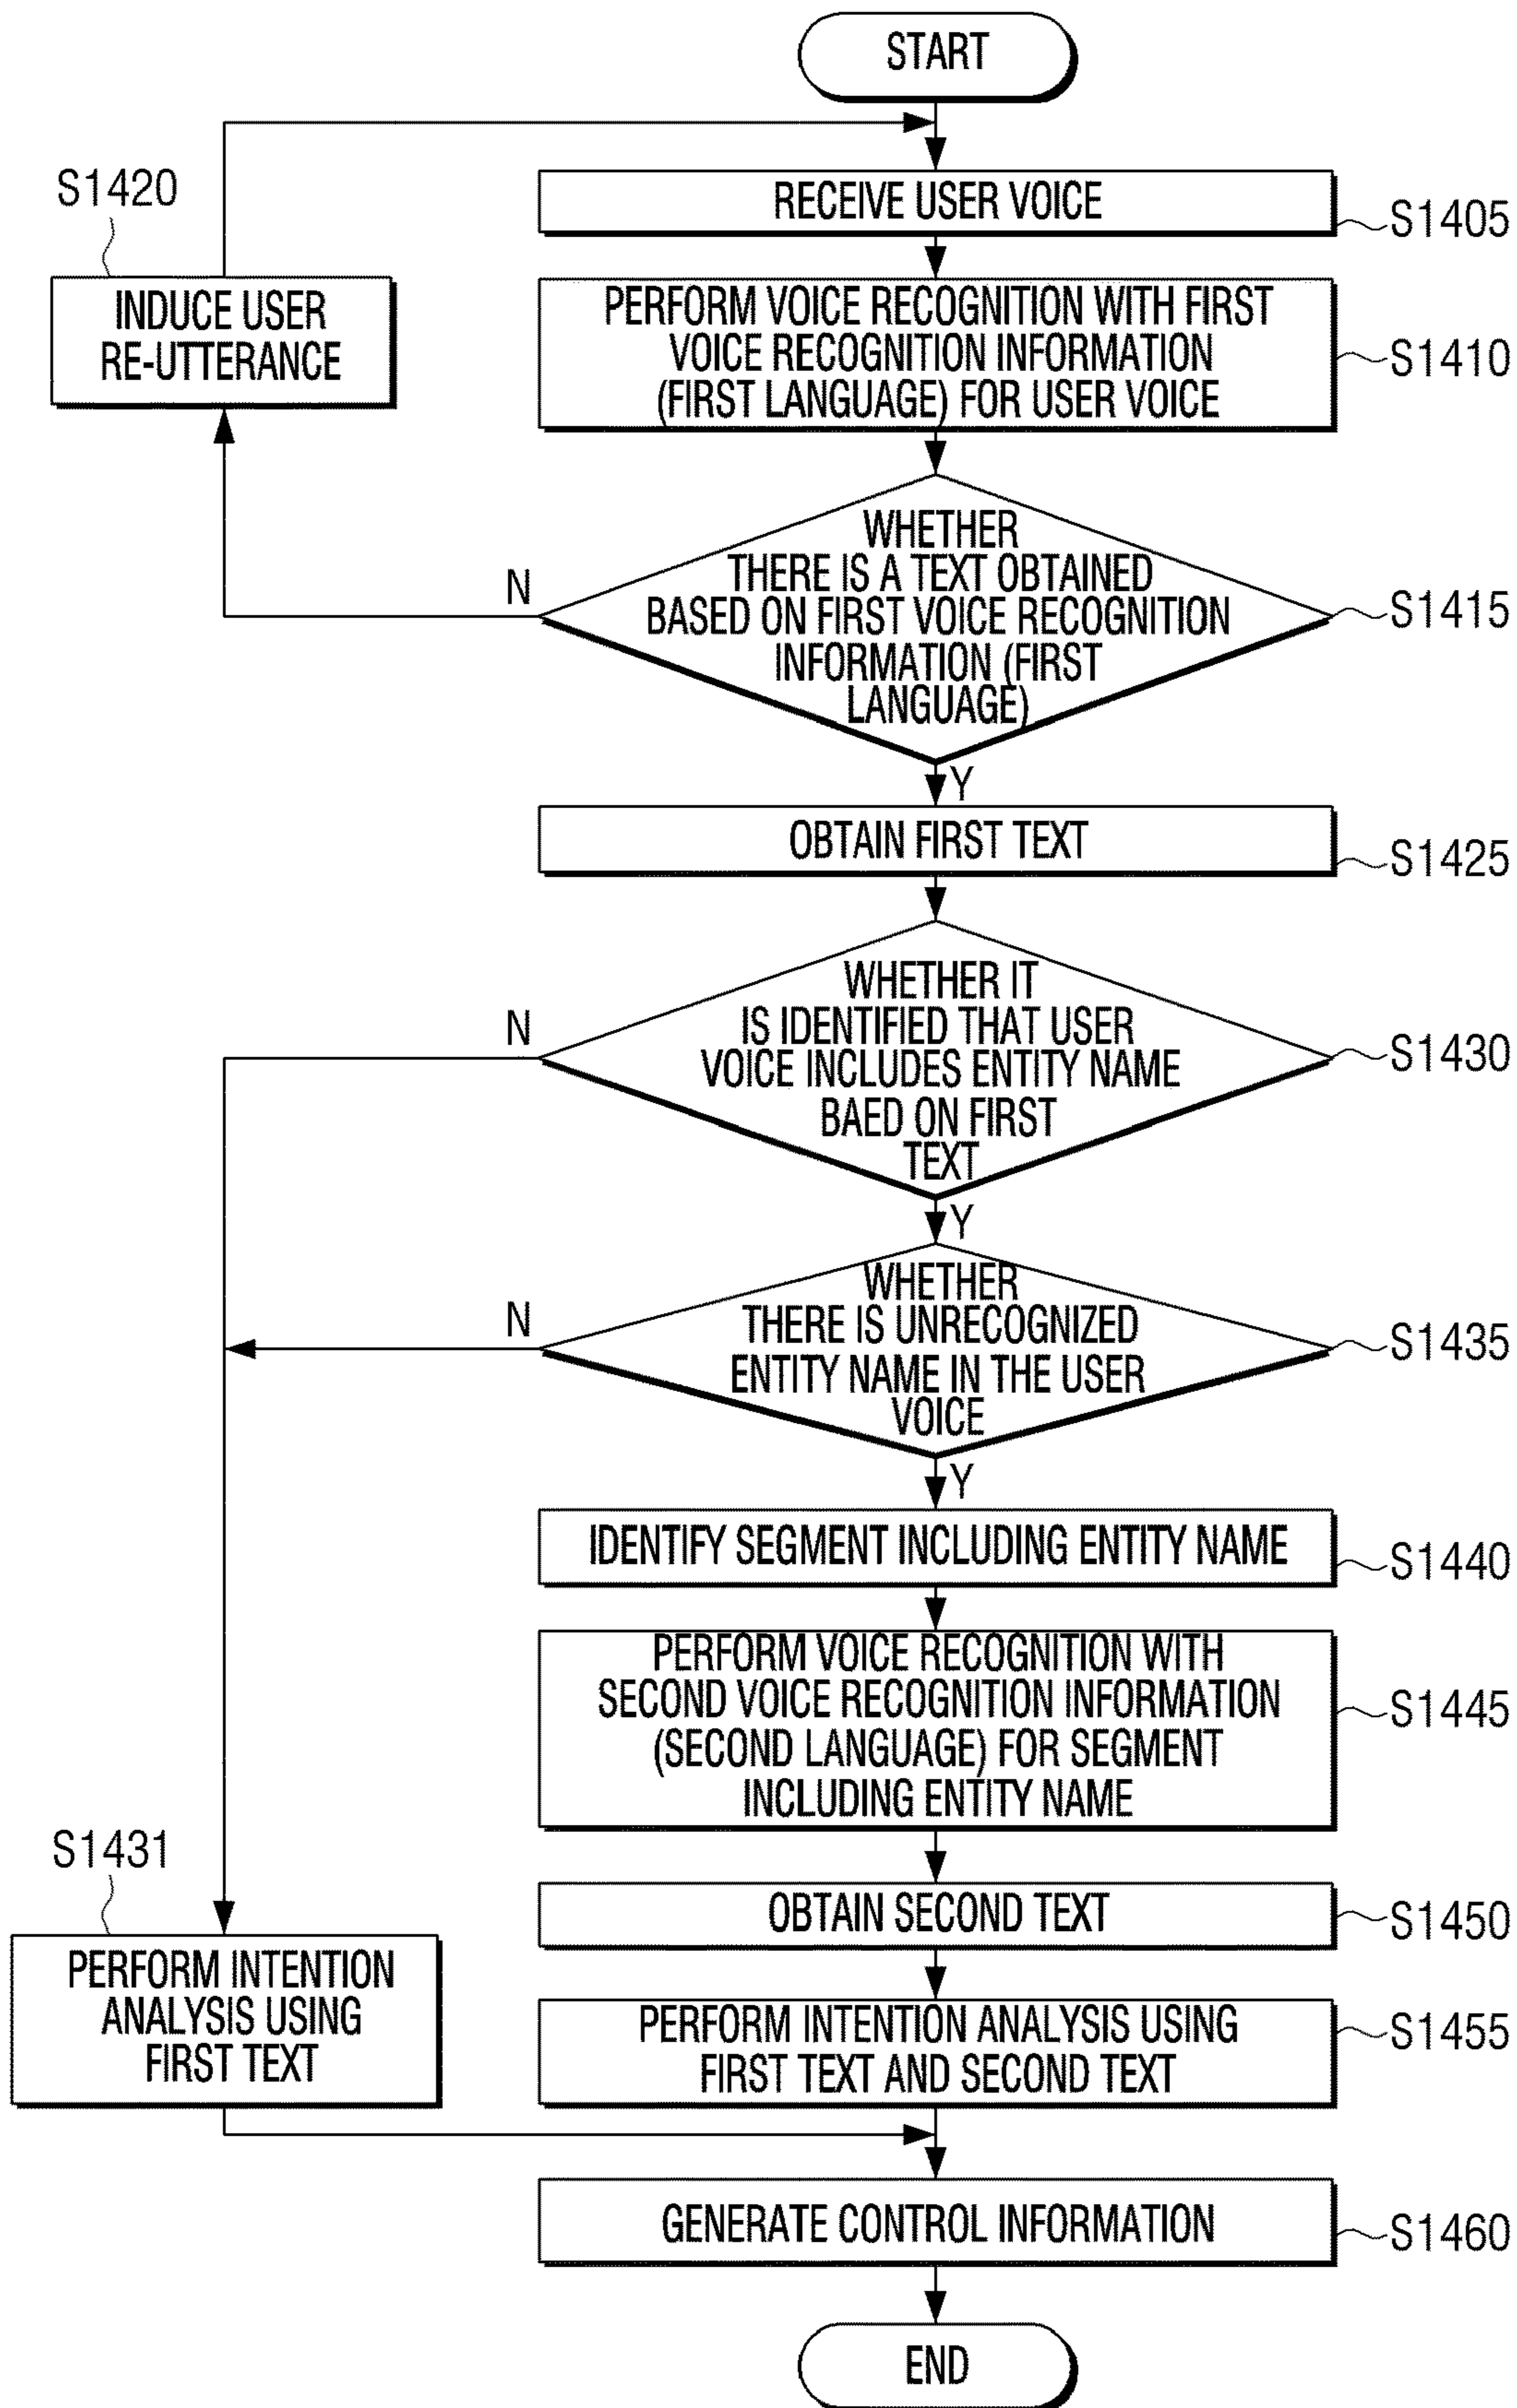 START
S1420
RECEIVE USER VOICE
S1405
INDUCE USER
RE-UTTERANCE
PERFORM VOICE RECOGNITION WITH FIRST
VOICE RECOGNITION INFORMATION
(FIRST LANGUAGE) FOR USER VOICE
S1410
WHETHER
THERE IS A TEXT OBTAINED
BASED ON FIRST VOICE RECOGNITION
INFORMATION (FIRST
LANGUAGE)
S1415
N
Y
OBTAIN FIRST TEXT
S1425
WHETHER IT
IS IDENTIFIED THAT USER
VOICE INCLUDES ENTITY NAME
BAED ON FIRST
TEXT
S1430
N
Y
WHETHER
THERE IS UNRECOGNIZED
ENTITY NAME IN THE USER
VOICE
S1435
N
Y
IDENTIFY SEGMENT INCLUDING ENTITY NAME
S1440
PERFORM VOICE RECOGNITION WITH
SECOND VOICE RECOGNITION INFORMATION
(SECOND LANGUAGE) FOR SEGMENT
INCLUDING ENTITY NAME
S1445
S1431
OBTAIN SECOND TEXT
S1450
PERFORM INTENTION
ANALYSIS USING
FIRST TEXT
PERFORM INTENTION ANALYSIS USING
FIRST TEXT AND SECOND TEXT
S1455
GENERATE CONTROL INFORMATION
S1460
END